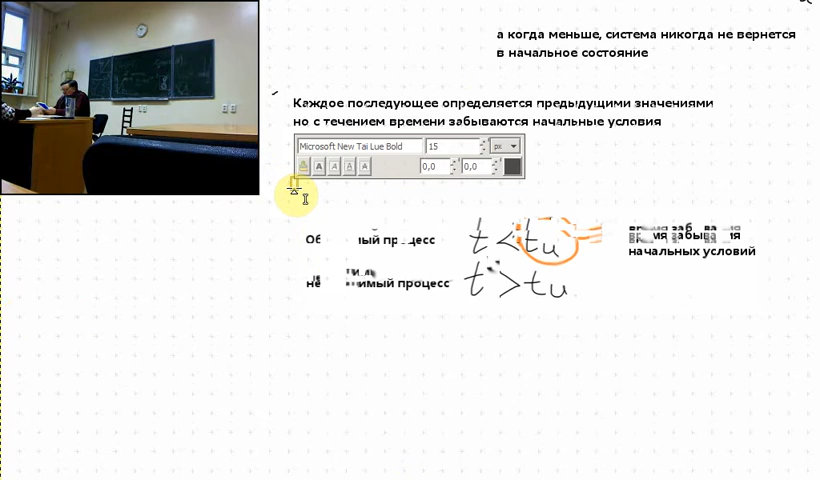 а когда меньше, система никогда не вернется
в начальное состояние
Каждое последующее определяется предыдущими значениями
но с течением времени забываются начальные условия
Microsoft New Tai Lue Bold 15 px
A A A A 0,0 0,0
процесс t < tu
начальных условий
процесс t > tu